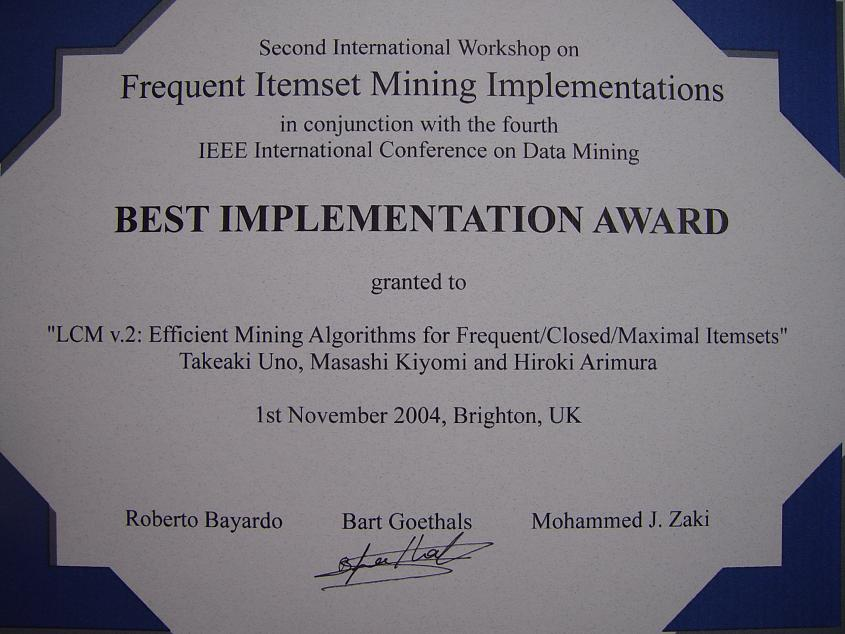 Second International Workshop on
Frequent Itemset Mining Implementations
in conjunction with the fourth
IEEE International Conference on Data Mining
BEST IMPLEMENTATION AWARD
granted to
"LCM v.2: Efficient Mining Algorithms for Frequent/Closed/Maximal Itemsets"
Takeaki Uno, Masashi Kiyomi and Hiroki Arimura
1st November 2004, Brighton, UK
Roberto Bayardo Bart Goethals Mohammed J. Zaki